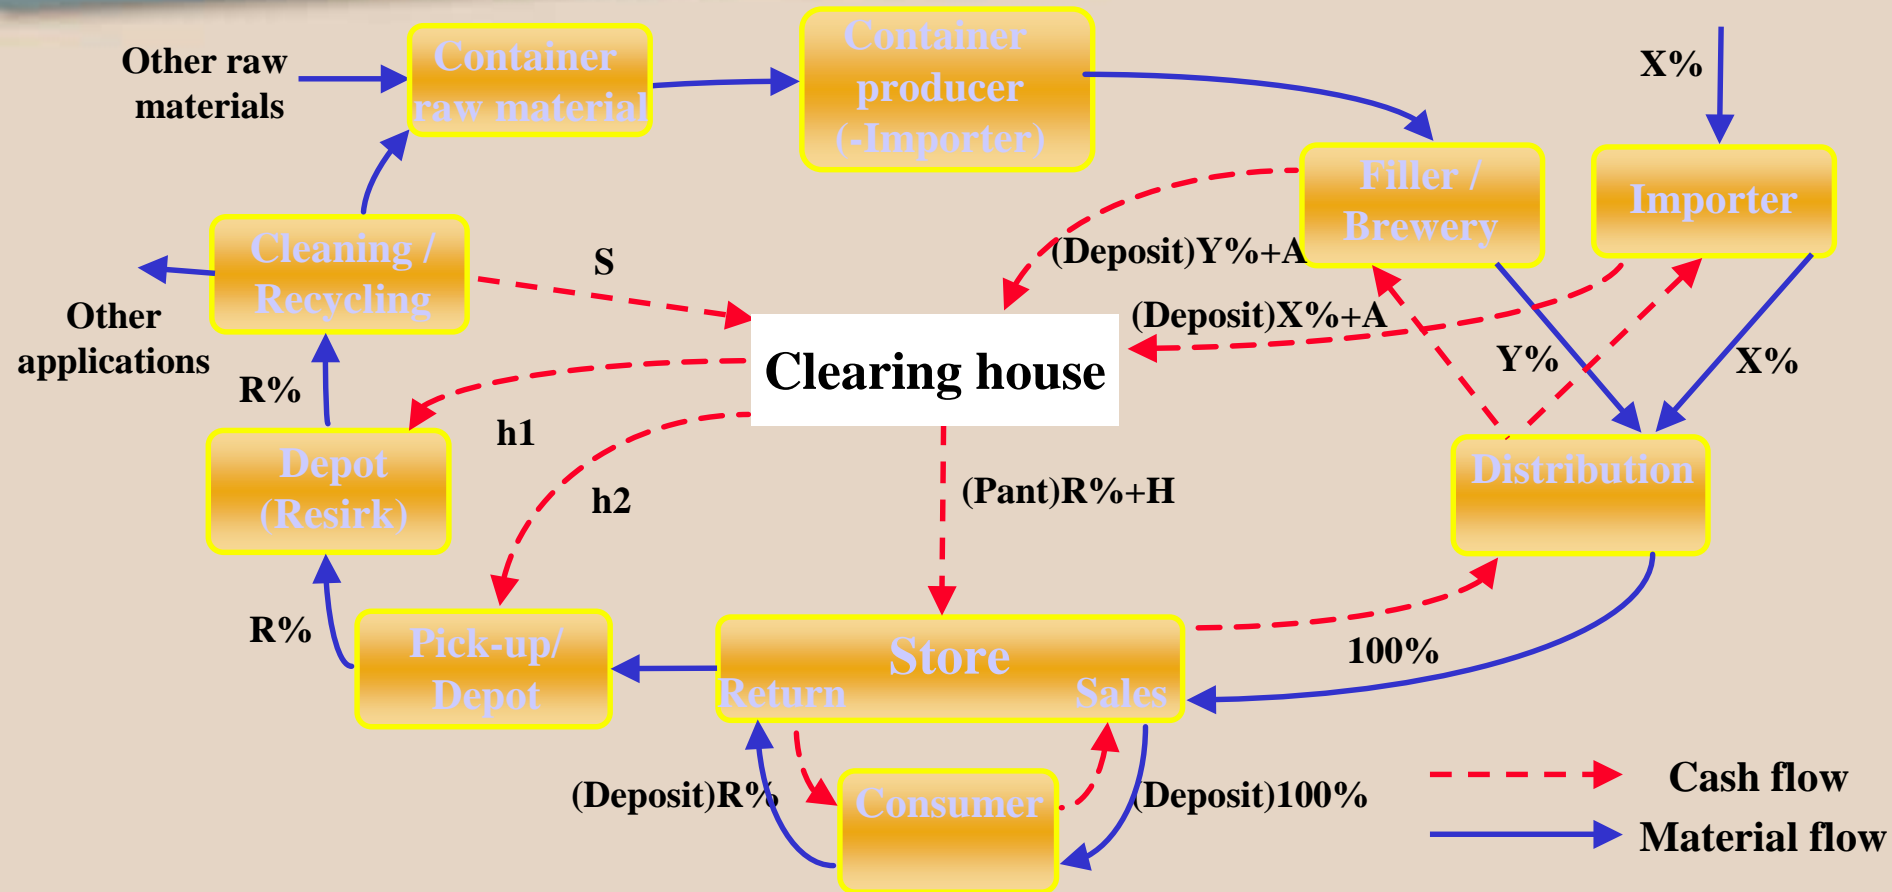 Other raw
materials
Container
raw material
Container
producer
(-Importer)
X%
Filler /
Brewery
Importer
Cleaning /
Recycling
S
(Deposit)Y%+A
(Deposit)X%+A
Other
applications
Clearing house
Y%
X%
R%
h1
Depot
(Resirk)
h2
(Pant)R%+H
Distribution
R%
Pick-up/
Depot
Store
Return
Sales
100%
(Deposit)R%
Consumer
(Deposit)100%
Cash flow
Material flow